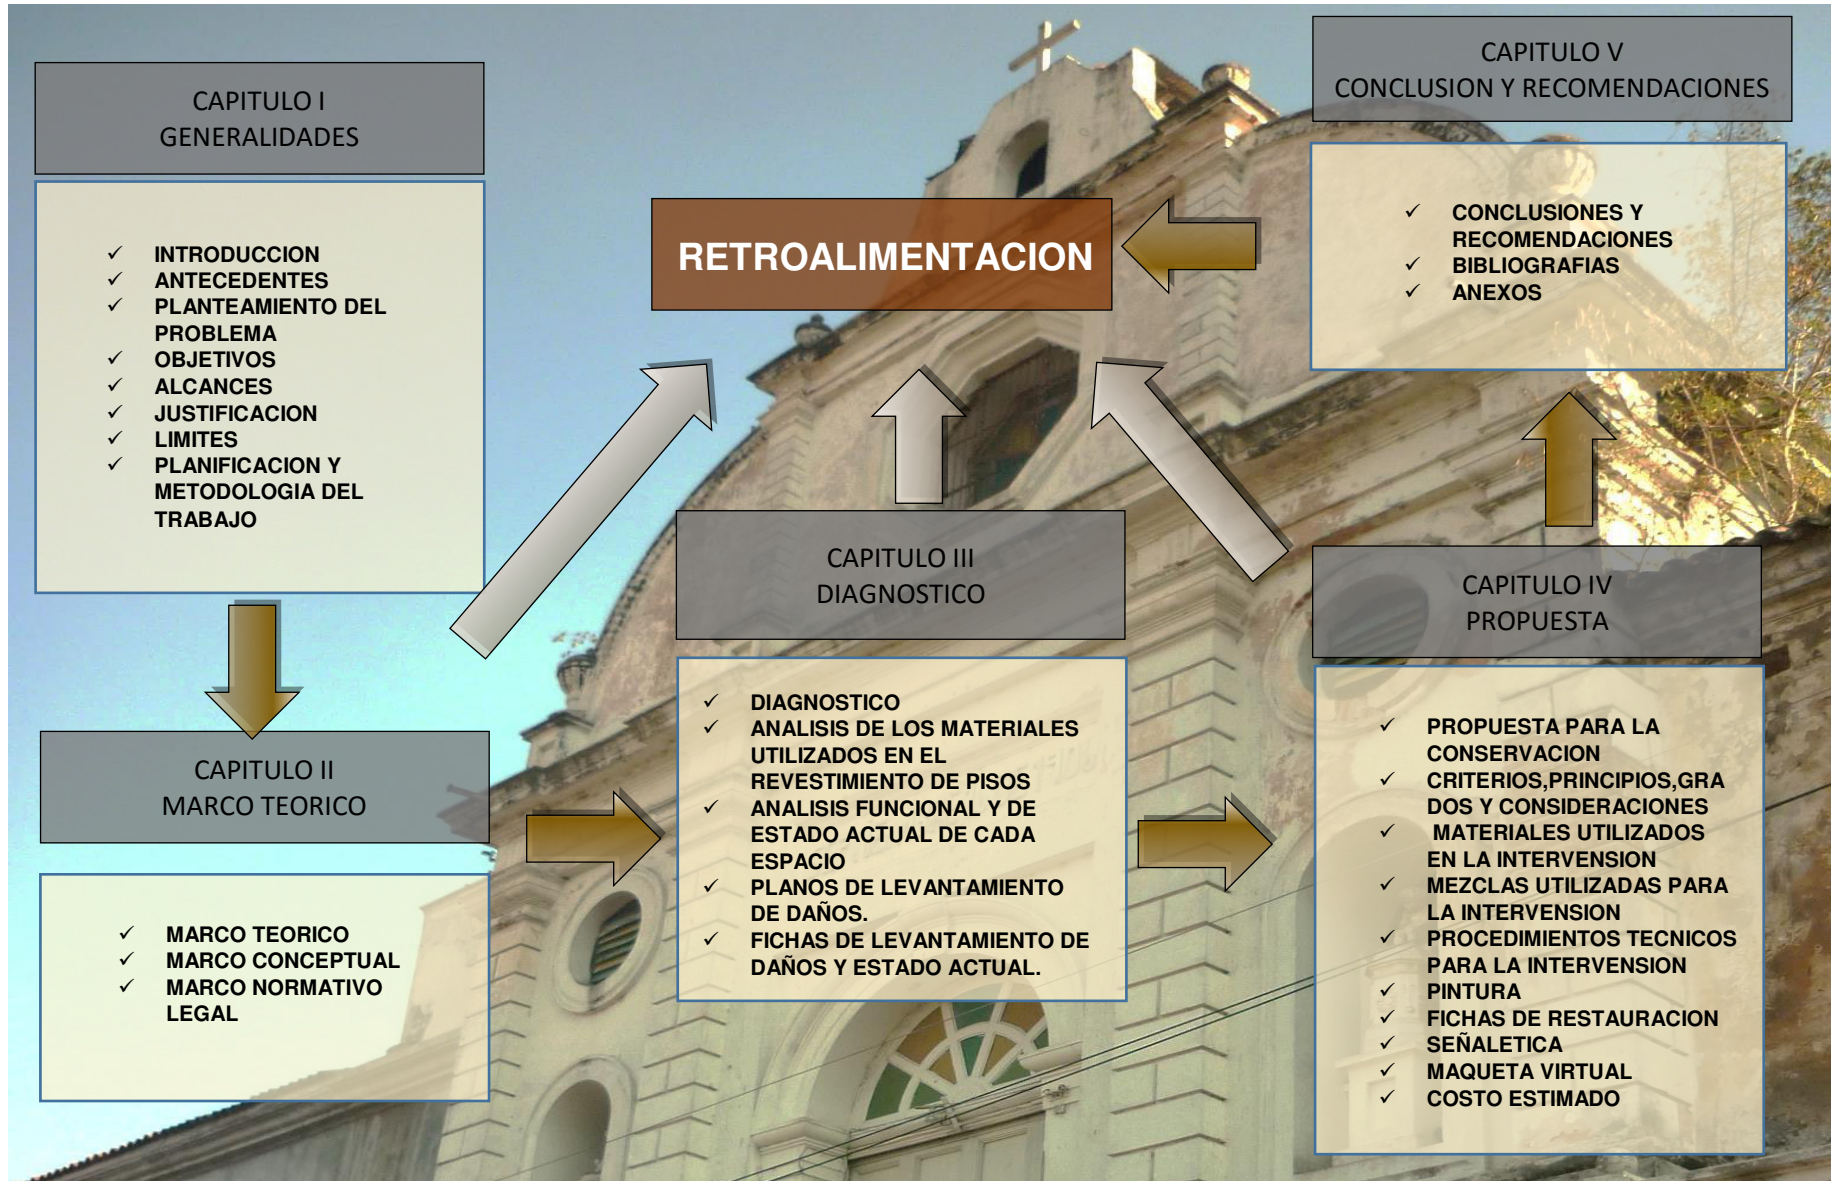 CAPITULO I
GENERALIDADES
✓ INTRODUCCION
✓ ANTECEDENTES
✓ PLANTEAMIENTO DEL
PROBLEMA
✓ OBJETIVOS
✓ ALCANCES
✓ JUSTIFICACION
✓ LIMITES
✓ PLANIFICACION Y
METODOLOGIA DEL
TRABAJO
CAPITULO II
MARCO TEORICO
✓ MARCO TEORICO
✓ MARCO CONCEPTUAL
✓ MARCO NORMATIVO
LEGAL
RETROALIMENTACION
CAPITULO III
DIAGNOSTICO
✓ DIAGNOSTICO
✓ ANALISIS DE LOS MATERIALES
UTILIZADOS EN EL
REVESTIMIENTO DE PISOS
✓ ANALISIS FUNCIONAL Y DE
ESTADO ACTUAL DE CADA
ESPACIO
✓ PLANOS DE LEVANTAMIENTO
DE DAÑOS.
✓ FICHAS DE LEVANTAMIENTO DE
DAÑOS Y ESTADO ACTUAL.
CAPITULO V
CONCLUSION Y RECOMENDACIONES
✓ CONCLUSIONES Y
RECOMENDACIONES
✓ BIBLIOGRAFIAS
✓ ANEXOS
CAPITULO IV
PROPUESTA
✓ PROPUESTA PARA LA
CONSERVACION
✓ CRITERIOS,PRINCIPIOS,GRA
DOS Y CONSIDERACIONES
✓ MATERIALES UTILIZADOS
EN LA INTERVENSION
✓ MEZCLAS UTILIZADAS PARA
LA INTERVENSION
✓ PROCEDIMIENTOS TECNICOS
PARA LA INTERVENSION
✓ PINTURA
✓ FICHAS DE RESTAURACION
✓ SEÑALETICA
✓ MAQUETA VIRTUAL
✓ COSTO ESTIMADO